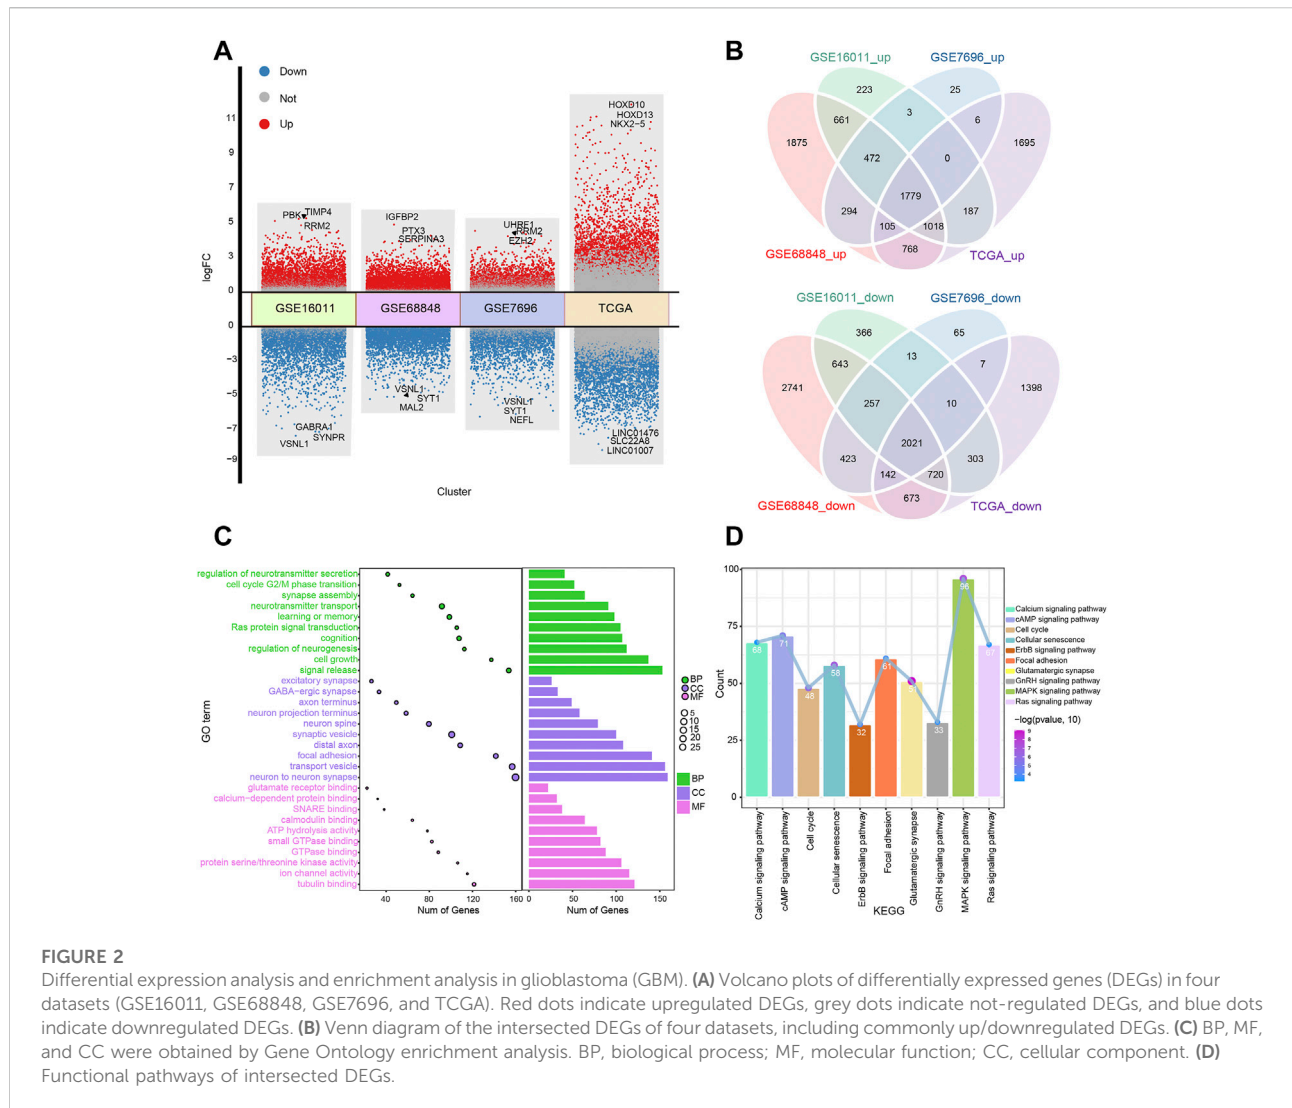 A
Down
Not
Up
11
9
7
5
3
0
0
−3
−5
−7
−9
logFC
HOXD10
HOXD13
NKX2−5
PBK
TIMP4
RRM2
IGFBP2
PTX3
SERPINA3
UHRF1
RRM2
EZH2
GSE16011
GSE68848
GSE7696
TCGA
VSNL1
SYT1
MAL2
VSNL1
SYT1
NEFL
GABRA1
SYNPR
VSNL1
LINC01476
SLC22A8
LINC01007
Cluster
B
GSE16011_up
GSE7696_up
223
25
661
3
6
1875
1695
472
0
1779
294
187
105
1018
768
GSE68848_up
TCGA_up
GSE16011_down
GSE7696_down
366
65
643
13
7
2741
1398
257
10
2021
423
303
142
720
673
GSE68848_down
TCGA_down
C
GO term
regulation of neurotransmitter secretion
cell cycle G2/M phase transition
synapse assembly
neurotransmitter transport
learning or memory
Ras protein signal transduction
cognition
regulation of neurogenesis
cell growth
signal release
excitatory synapse
GABA-ergic synapse
axon terminus
neuron projection terminus
neuron spine
synaptic vesicle
distal axon
focal adhesion
transport vesicle
neuron to neuron synapse
glutamate receptor binding
calcium-dependent protein binding
SNARE binding
calmodulin binding
ATP hydrolysis activity
small GTPase binding
GTPase binding
protein serine/threonine kinase activity
ion channel activity
tubulin binding
40 80 120 160
Num of Genes
0 50 100 150
Num of Genes
BP
CC
MF
5
10
15
20
25
BP
CC
MF
D
100
75
50
25
0
Count
68
71
48
58
32
61
33
96
67
Calcium signaling pathway
cAMP signaling pathway
Cell cycle
Cellular senescence
ErbB signaling pathway
Focal adhesion
Glutamatergic synapse
GnRH signaling pathway
MAPK signaling pathway
Ras signaling pathway
KEGG
Calcium signaling pathway
cAMP signaling pathway
Cell cycle
Cellular senescence
ErbB signaling pathway
Focal adhesion
Glutamatergic synapse
GnRH signaling pathway
MAPK signaling pathway
Ras signaling pathway
−log(pvalue, 10)
9
8
7
6
5
4
FIGURE 2
Differential expression analysis and enrichment analysis in glioblastoma (GBM). (A) Volcano plots of differentially expressed genes (DEGs) in four
datasets (GSE16011, GSE68848, GSE7696, and TCGA). Red dots indicate upregulated DEGs, grey dots indicate not-regulated DEGs, and blue dots
indicate downregulated DEGs. (B) Venn diagram of the intersected DEGs of four datasets, including commonly up/downregulated DEGs. (C) BP, MF,
and CC were obtained by Gene Ontology enrichment analysis. BP, biological process; MF, molecular function; CC, cellular component. (D)
Functional pathways of intersected DEGs.